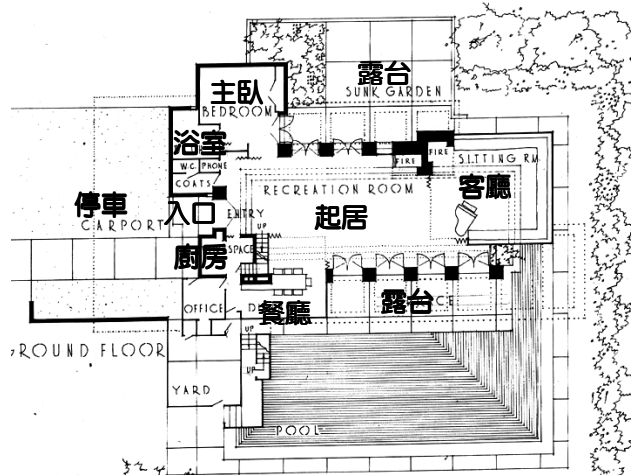 露台
SUNK GARDEN
主臥
BEDROOM
浴室
W.C.
PHONE
COATS
FIRE
FIRE
SITTING RM
客廳
RECREATION ROOM
停車
CARPORT
入口
ENTRY
起居
UP
廚房
SPACE
OFFICE
餐廳
露台
GROUND FLOOR
UP
UP
YARD
POOL